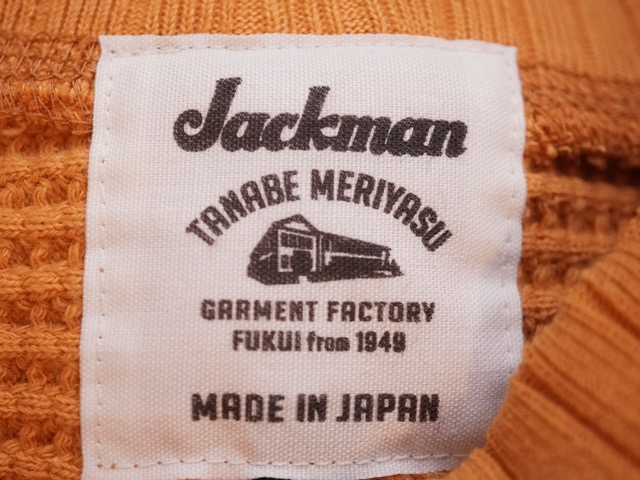 Jackman
TANABE MERIYASU
GARMENT FACTORY
FUKUI from 1949
MADE IN JAPAN